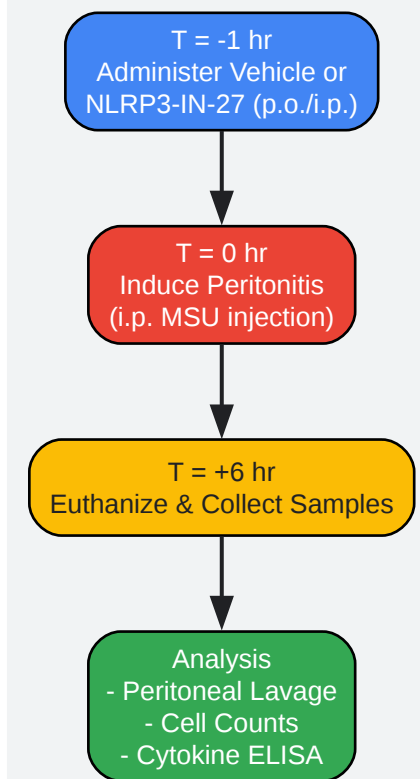 T = -1 hr
Administer Vehicle or
NLRP3-IN-27 (p.o./i.p.)
T = 0 hr
Induce Peritonitis
(i.p. MSU injection)
T = +6 hr
Euthanize & Collect Samples
Analysis
- Peritoneal Lavage
- Cell Counts
- Cytokine ELISA